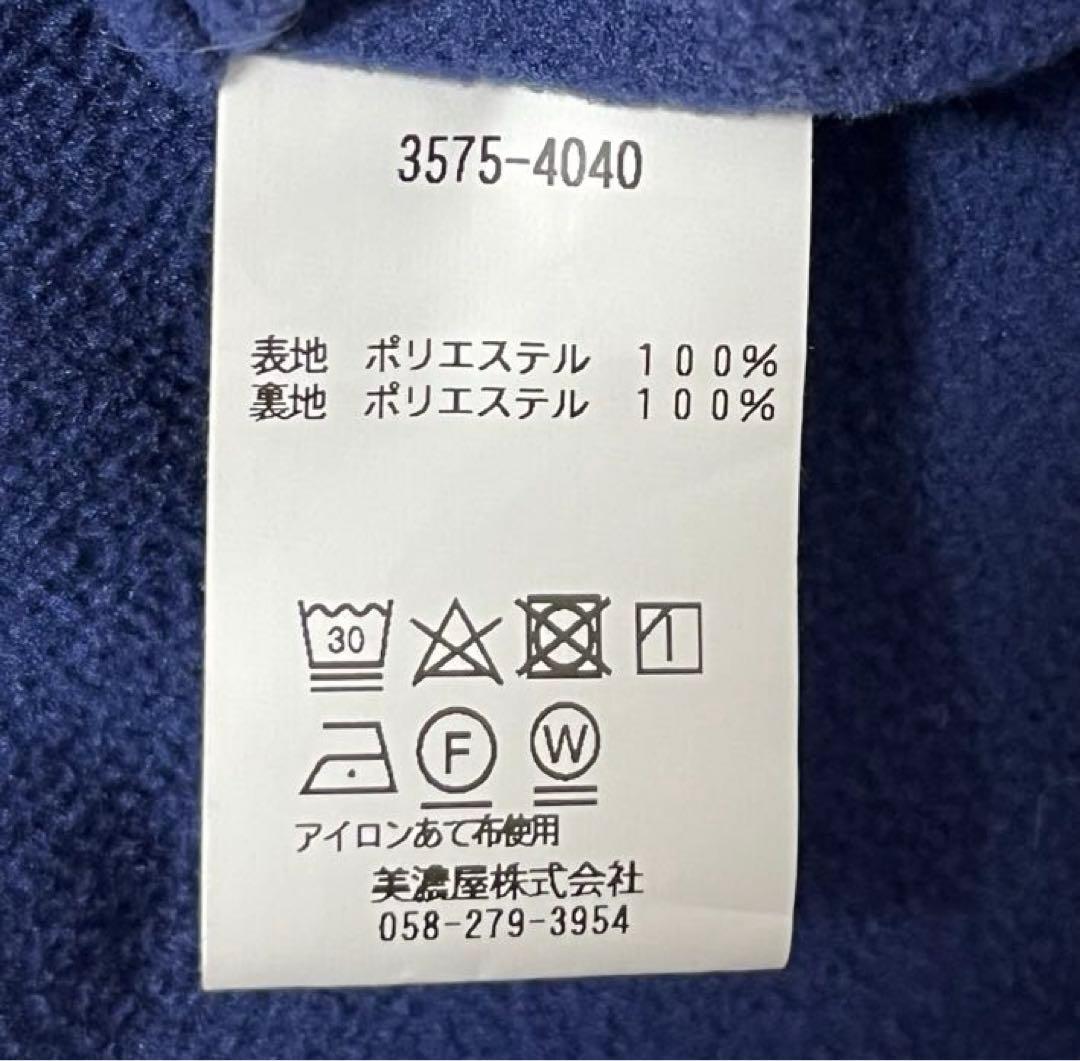 3575-4040
表地 ポリエステル 100%
裏地 ポリエステル 100%
30
F W
アイロンあて布使用
美濃屋株式会社
058-279-3954